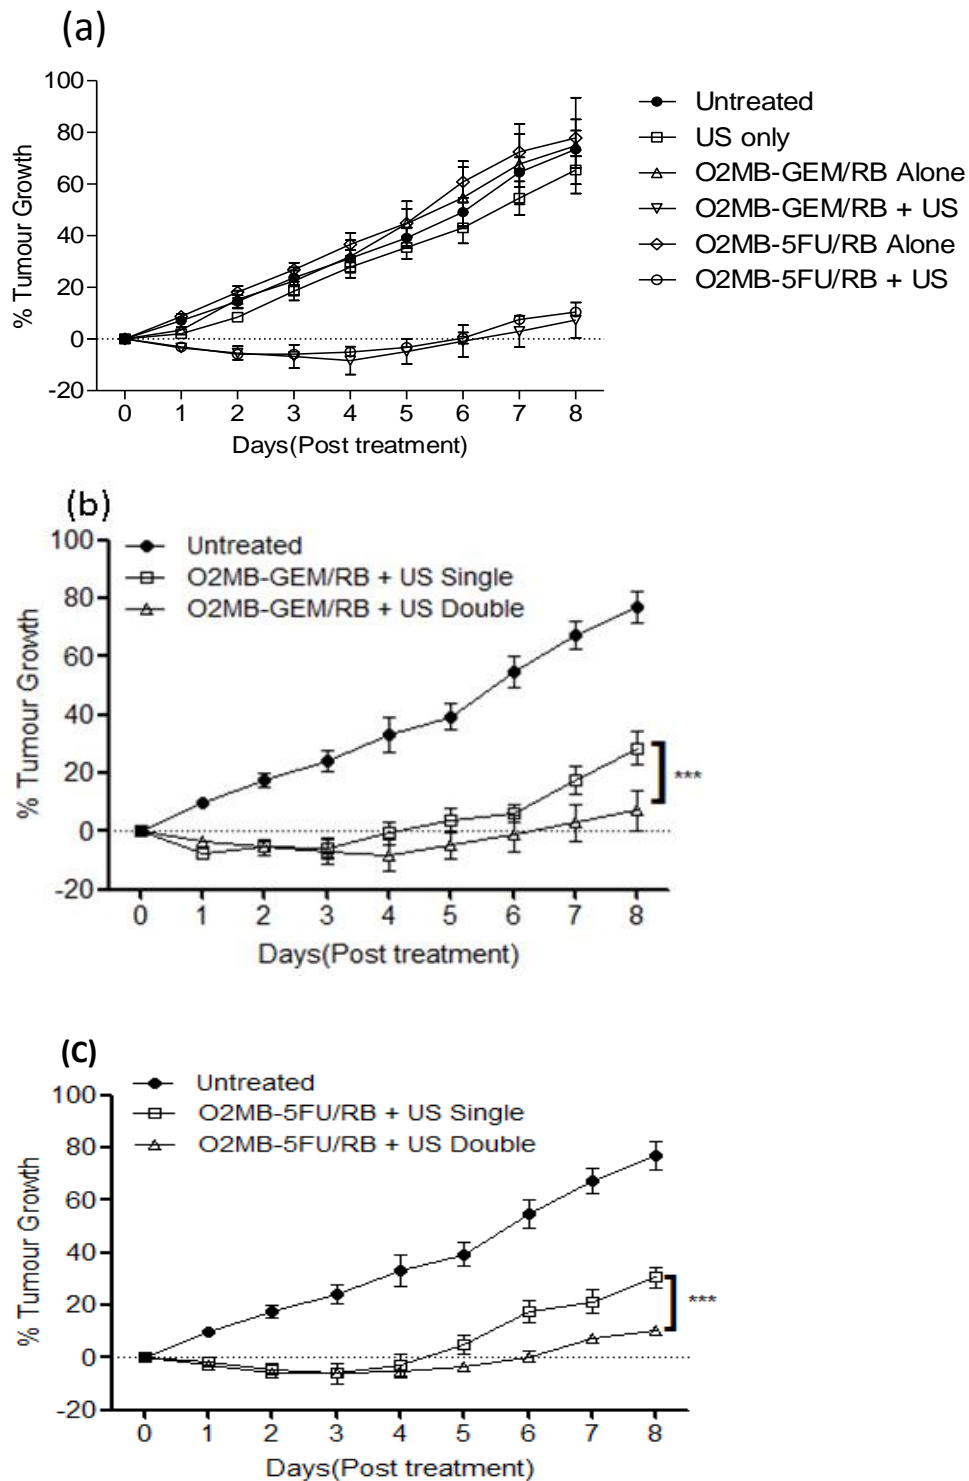 (a)
100
80
60
40
20
0
-20
% Tumour Growth
0 1 2 3 4 5 6 7 8
Days(Post treatment)
Untreated
US only
O2MB-GEM/RB Alone
O2MB-GEM/RB + US
O2MB-5FU/RB Alone
O2MB-5FU/RB + US
(b)
100
80
60
40
20
0
-20
% Tumour Growth
Untreated
O2MB-GEM/RB + US Single
O2MB-GEM/RB + US Double
***
0 1 2 3 4 5 6 7 8
Days(Post treatment)
(C)
100
80
60
40
20
0
-20
% Tumour Growth
Untreated
O2MB-5FU/RB + US Single
O2MB-5FU/RB + US Double
***
0 1 2 3 4 5 6 7 8
Days(Post treatment)